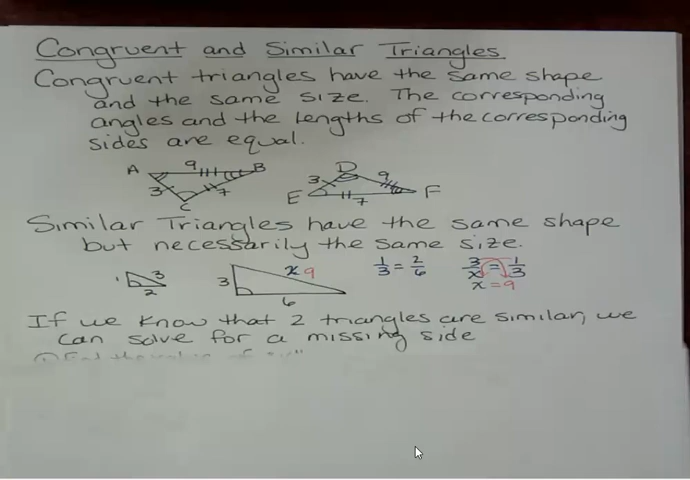 Congruent and Similar Triangles
Congruent triangles have the same shape
and the same size. The corresponding
angles and the lengths of the corresponding
sides are equal.
A 9 B
3 7
C
D
3 9
E 7 F
Similar Triangles have the same shape
but necessarily the same size.
1 3
2
3 x 9
6
1/3 = 2/6
3/x = 1/3
x = 9
If we know that 2 triangles are similar, we
can solve for a missing side